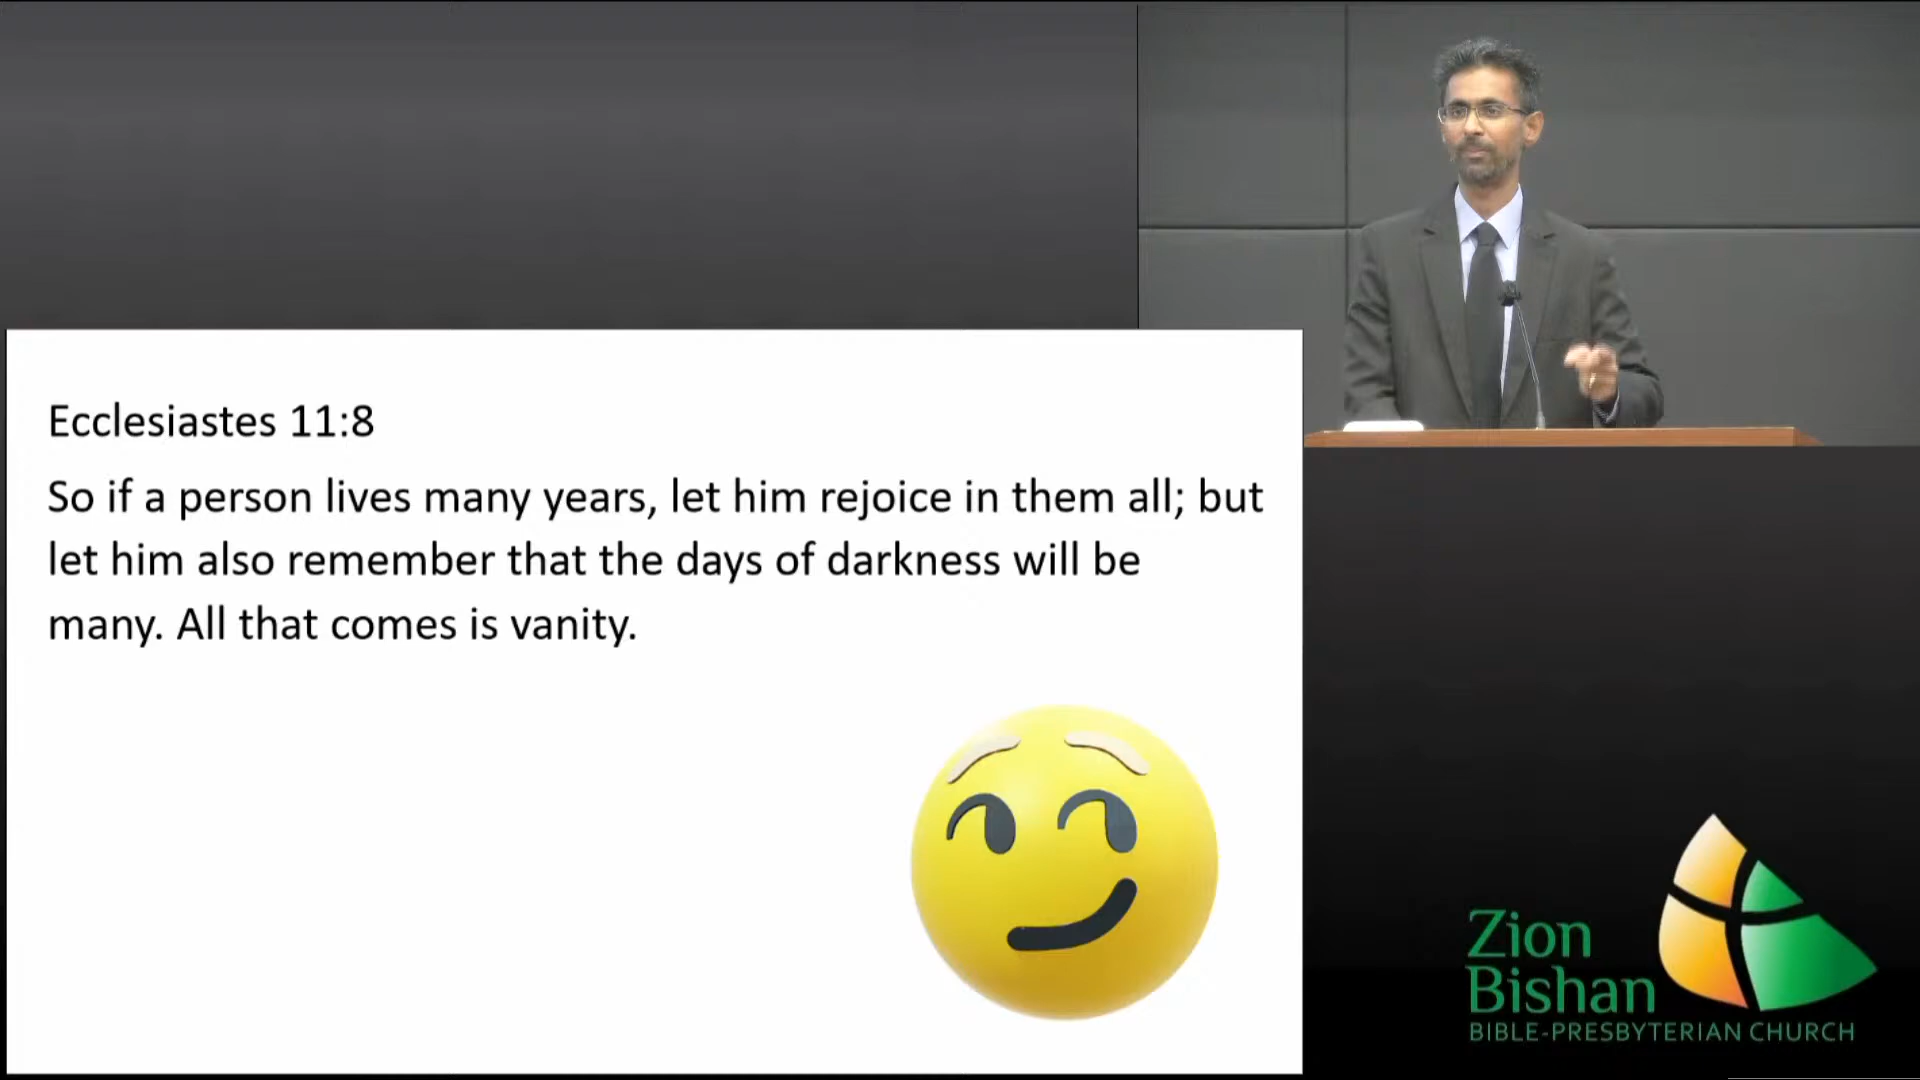 Ecclesiastes 11:8
So if a person lives many years, let him rejoice in them all; but
let him also remember that the days of darkness will be
many. All that comes is vanity.
Zion
Bishan
BIBLE-PRESBYTERIAN CHURCH